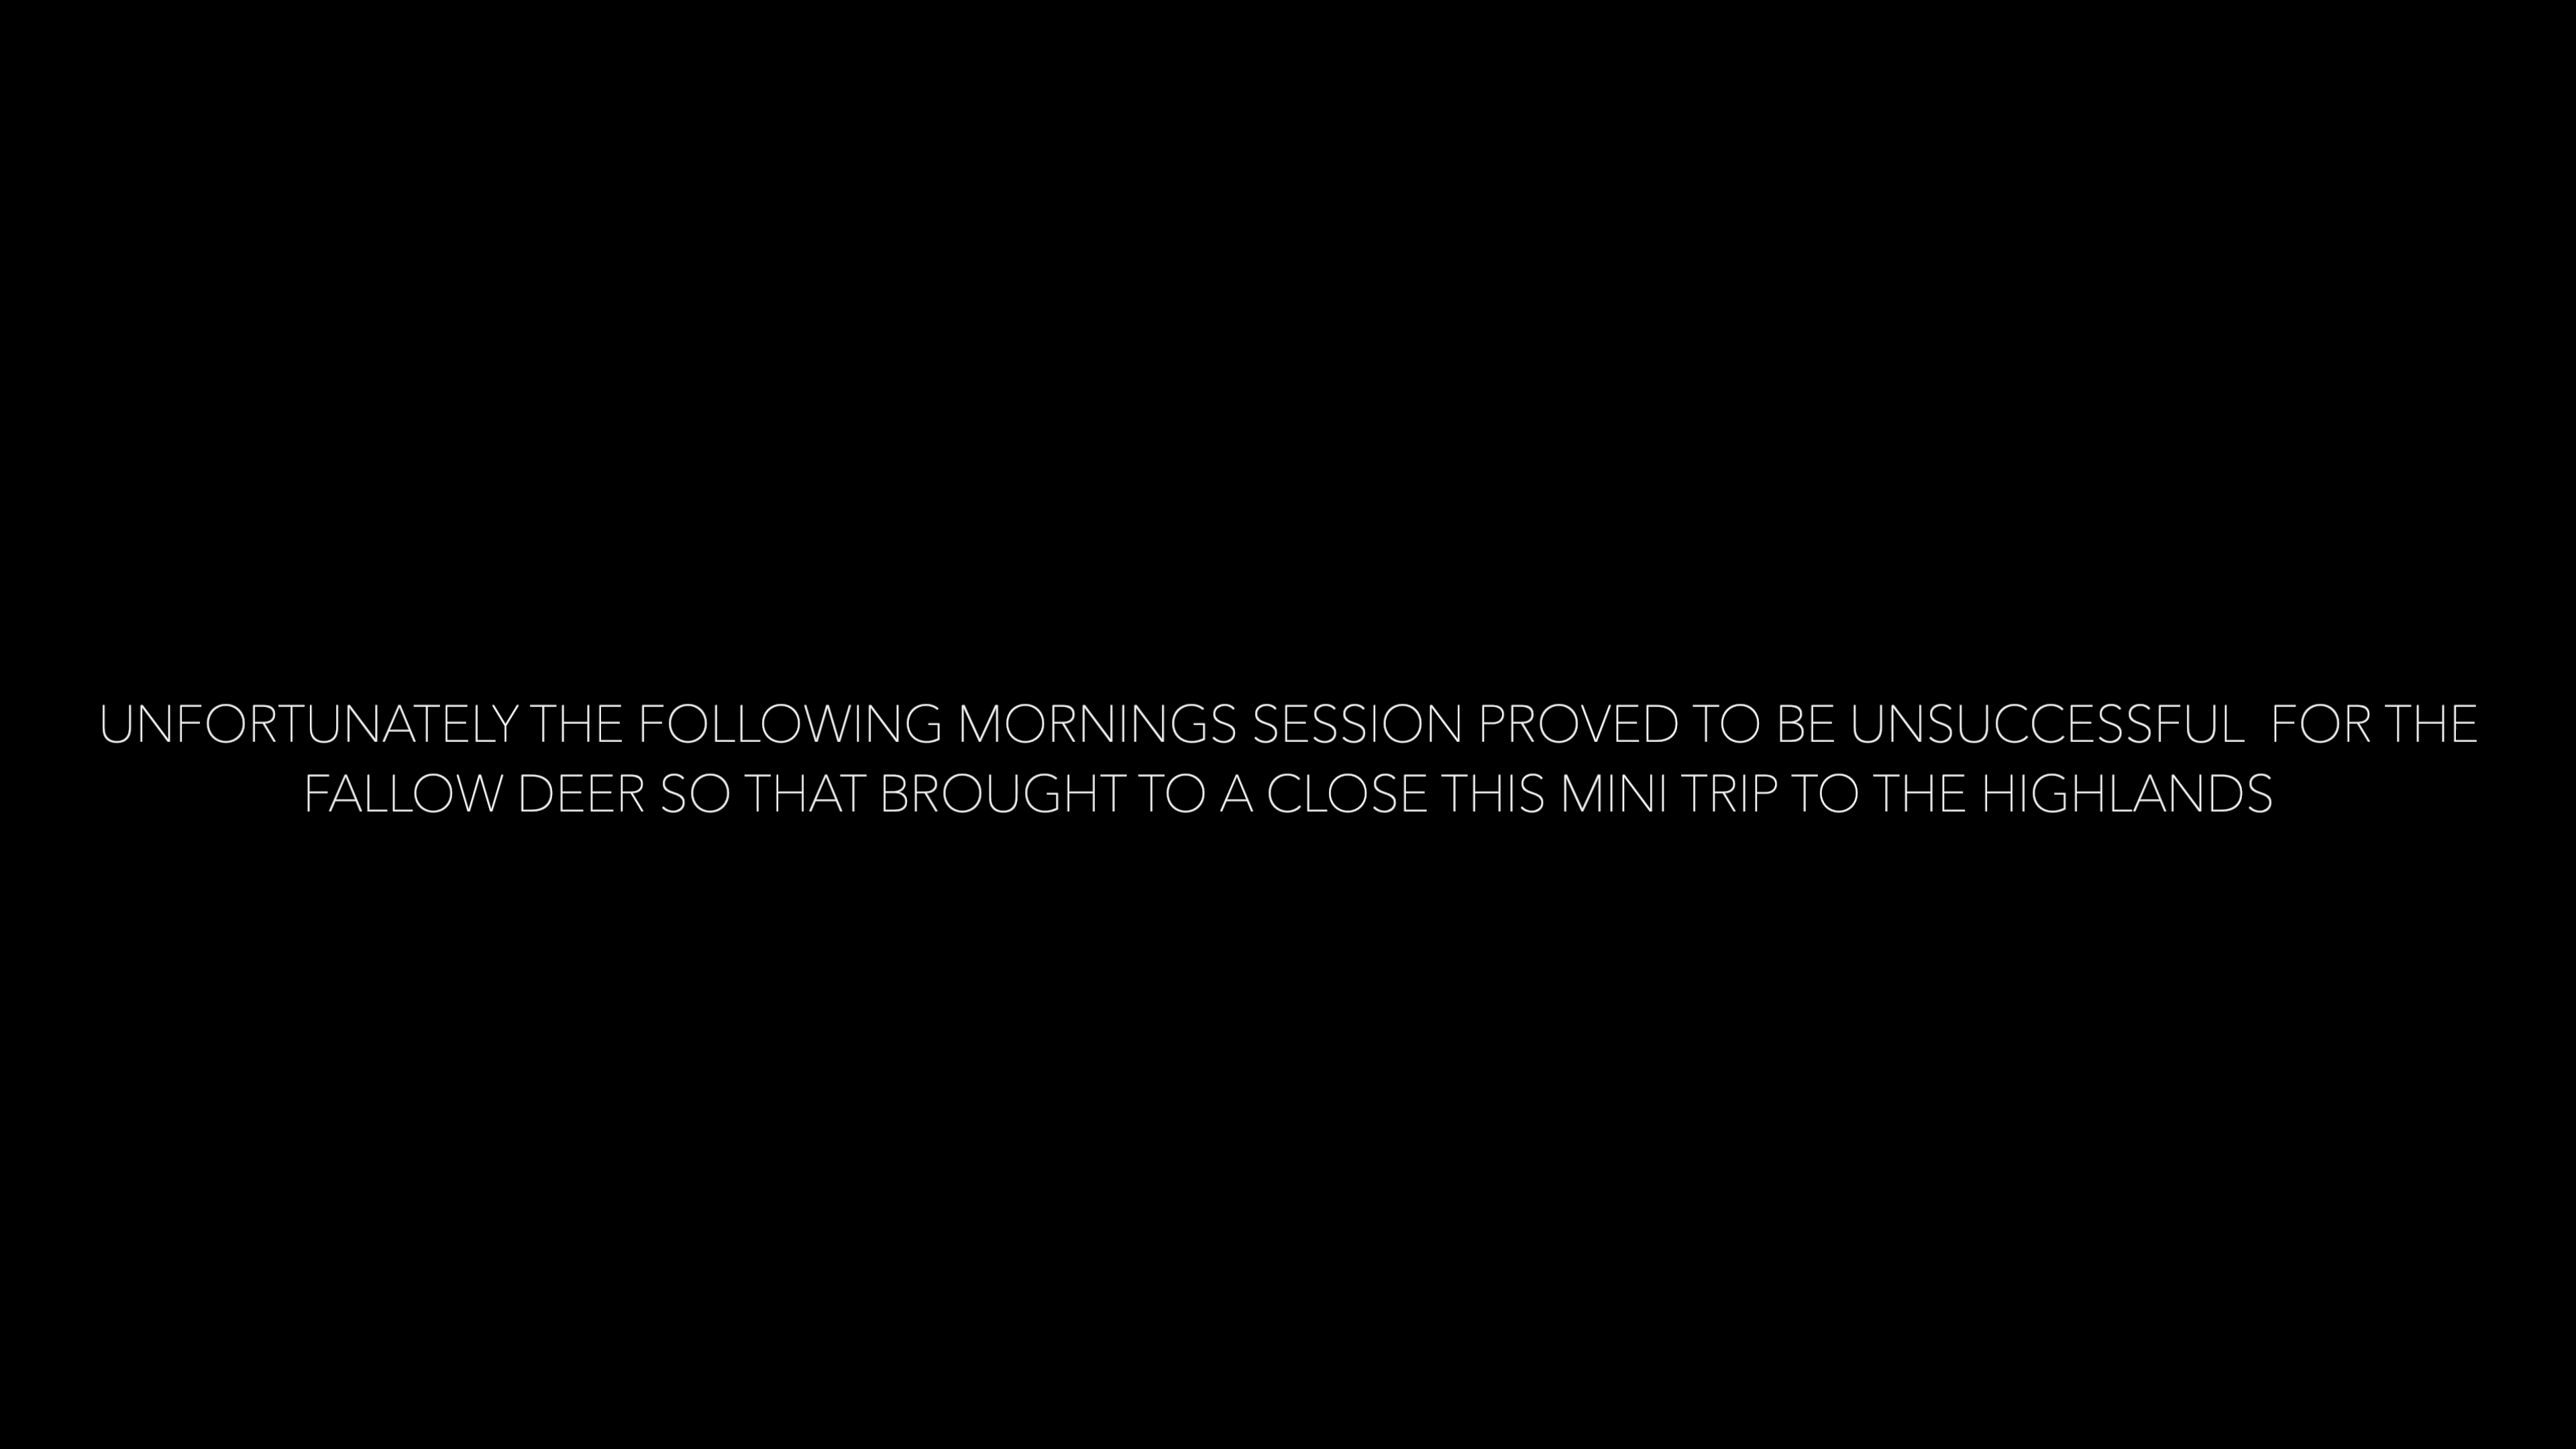 UNFORTUNATELY THE FOLLOWING MORNINGS SESSION PROVED TO BE UNSUCCESSFUL  FOR THE
FALLOW DEER SO THAT BROUGHT TO A CLOSE THIS MINI TRIP TO THE HIGHLANDS